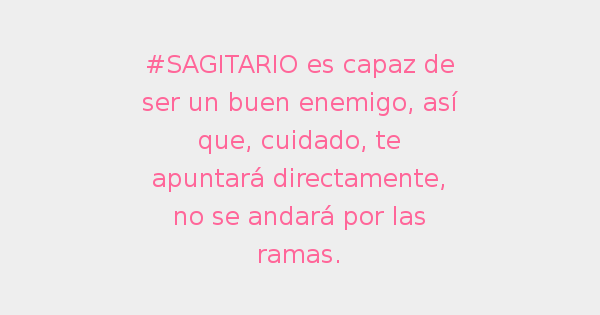 #SAGITARIO es capaz de
ser un buen enemigo, así
que, cuidado, te
apuntará directamente,
no se andará por las
ramas.